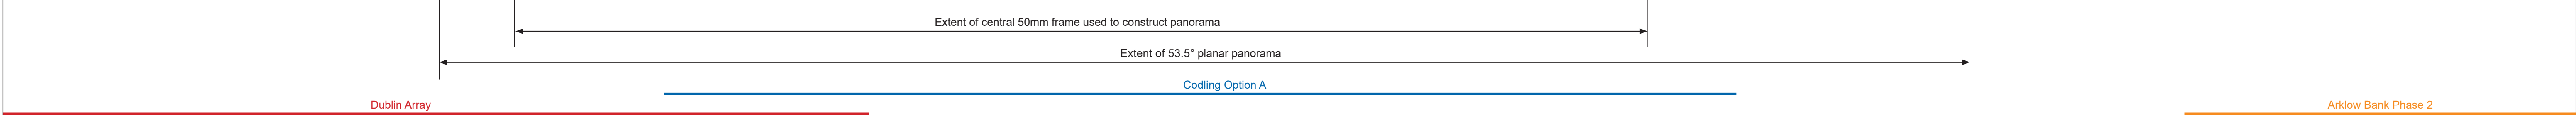 Extent of central 50mm frame used to construct panorama
Extent of 53.5° planar panorama
Codling Option A
Dublin Array
Arklow Bank Phase 2